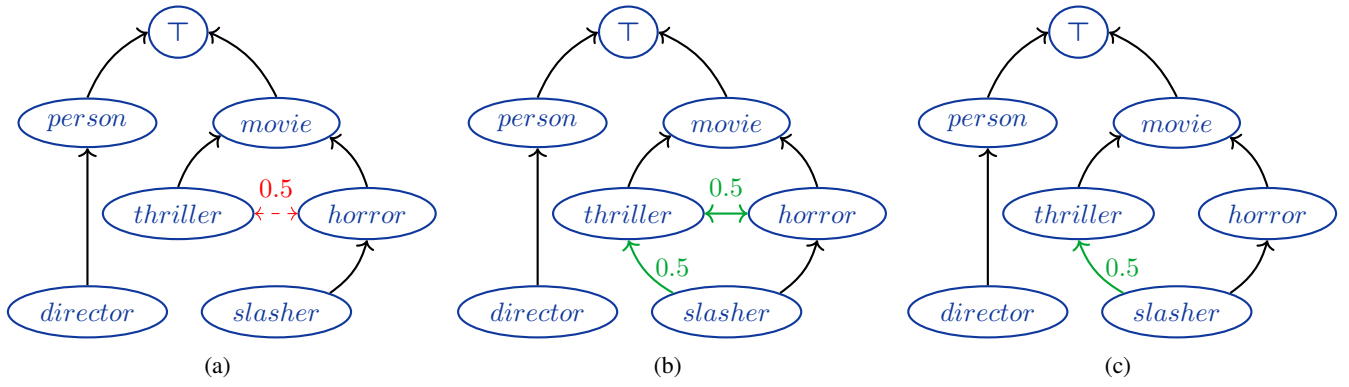 ⊤ ⊤ ⊤
person movie person movie person movie
0.5 0.5
thriller horror thriller horror thriller horror
0.5 0.5
director slasher director slasher director slasher
(a) (b) (c)